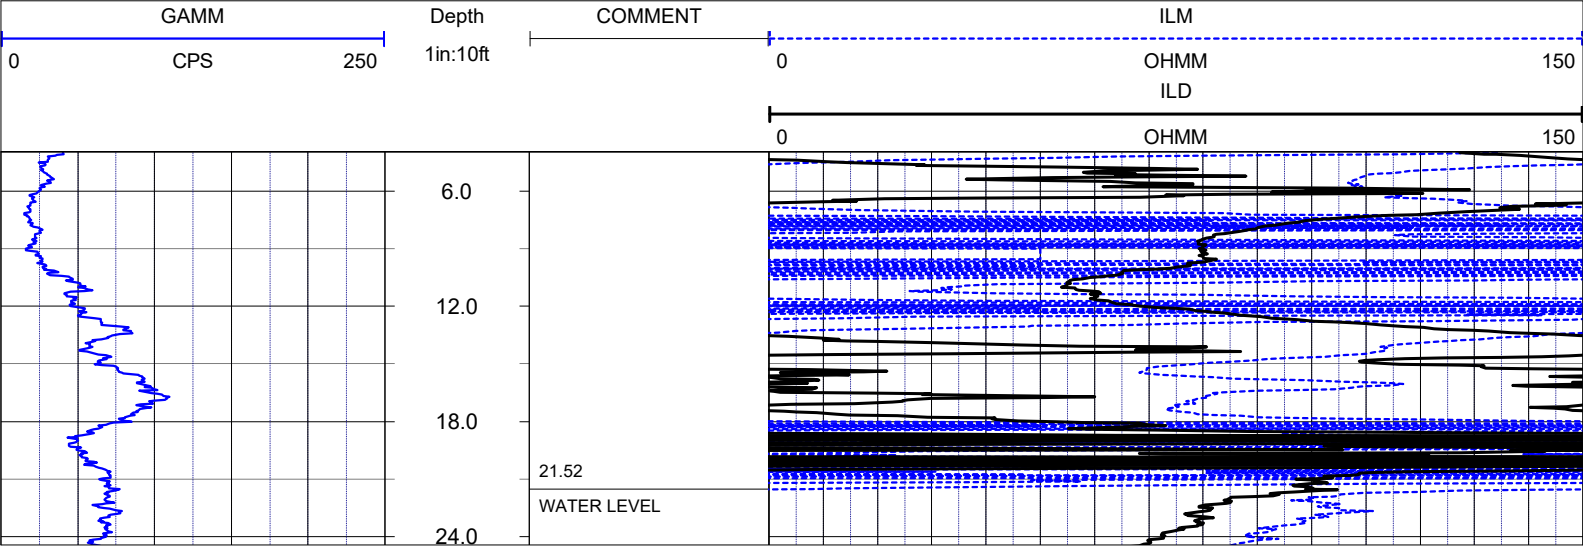 GAMM Depth COMMENT ILM
1in:10ft
0 CPS 250 0 OHMM 150
ILD
0 OHMM 150
6.0
12.0
18.0
21.52
WATER LEVEL
24.0